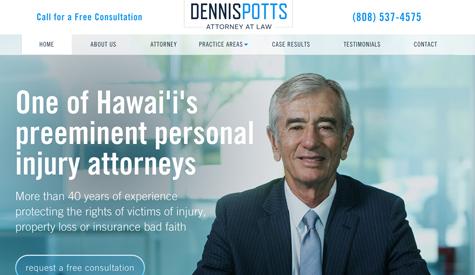 Call for a Free Consultation
DENNISPOTTS
ATTORNEY AT LAW
(808) 537-4575
HOME ABOUT US ATTORNEY PRACTICE AREAS CASE RESULTS TESTIMONIALS CONTACT
One of Hawai'i's
preeminent personal
injury attorneys
More than 40 years of experience
protecting the rights of victims of injury,
property loss or insurance bad faith
request a free consultation